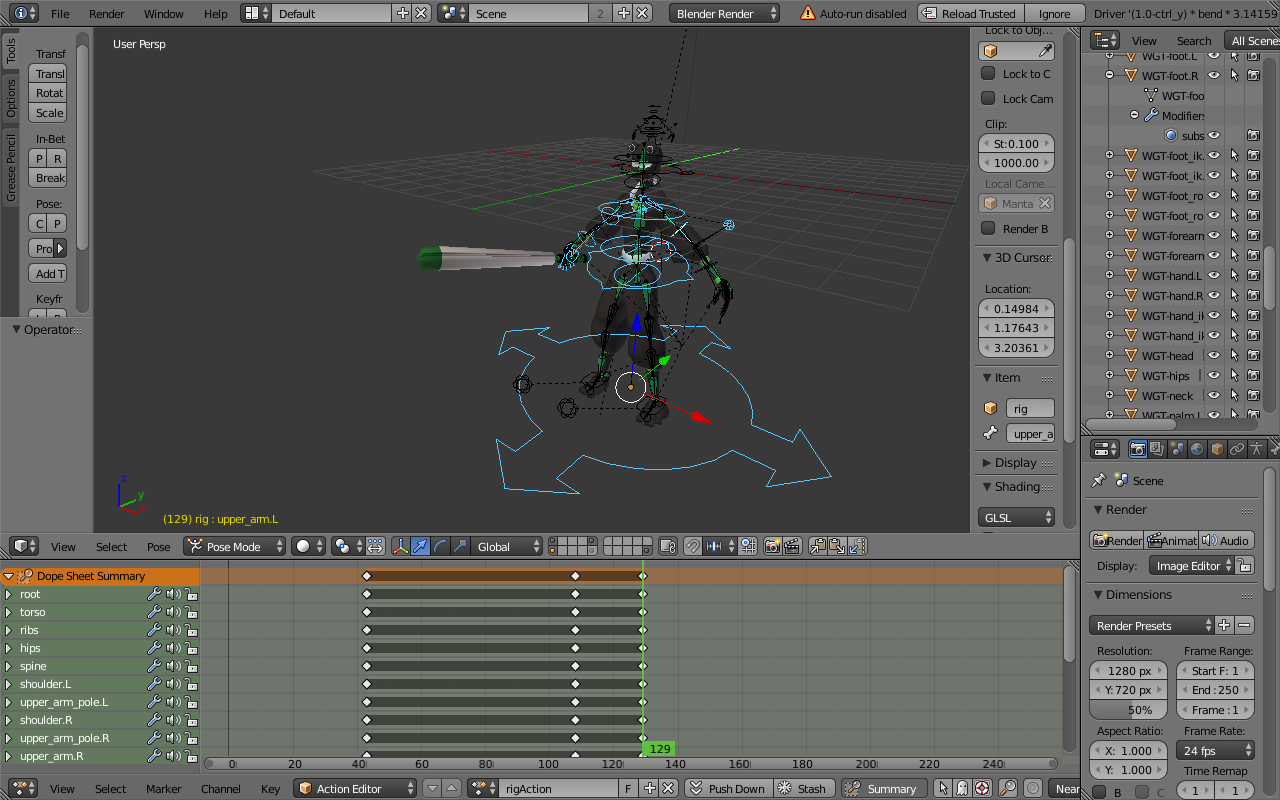 File Render Window Help Default Scene 2 Blender Render Auto-run disabled Reload Trusted Ignore Driver '(1.0-ctrl_y) * bend * 3.14159
Tools
Options
Grease Pencil
Transf
Transl
Rotat
Scale
In-Bet
P R
Break
Pose:
C P
Pro
Add T
Keyfr
Operator
User Persp
z
y
(129) rig : upper_arm.L
Lock to Obj...
Lock to C
Lock Cam
Clip:
St:0.100
1000.00
Local Came...
Manta
Render B
3D Cursor
Location:
0.14984
1.17643
3.20361
Item
rig
upper_a
Display
Shading
GLSL
View Search All Scene
WGT-foot.L
WGT-foot.R
WGT-foo
Modifiers
subs
WGT-foot_ik.
WGT-foot_ik.
WGT-foot_ro
WGT-foot_ro
WGT-forearn
WGT-forearn
WGT-hand.L
WGT-hand.R
WGT-hand_ik
WGT-hand_ik
WGT-head
WGT-hips
WGT-neck
WGT-palm.L
Scene
Render
Render Animat Audio
Display: Image Editor
Dimensions
Render Presets
Resolution: Frame Range:
1280 px Start F: 1
Y: 720 px End : 250
50% Frame : 1
Aspect Ratio: Frame Rate:
X: 1.000 24 fps
Y: 1.000 Time Remap
B C 1 1
View Select Pose Pose Mode Global
Dope Sheet Summary
root
torso
ribs
hips
spine
shoulder.L
upper_arm_pole.L
shoulder.R
upper_arm_pole.R
upper_arm.R
129
0 20 40 60 80 100 120 140 160 180 200 220 240
View Select Marker Channel Key Action Editor rigAction F Push Down Stash Summary Near